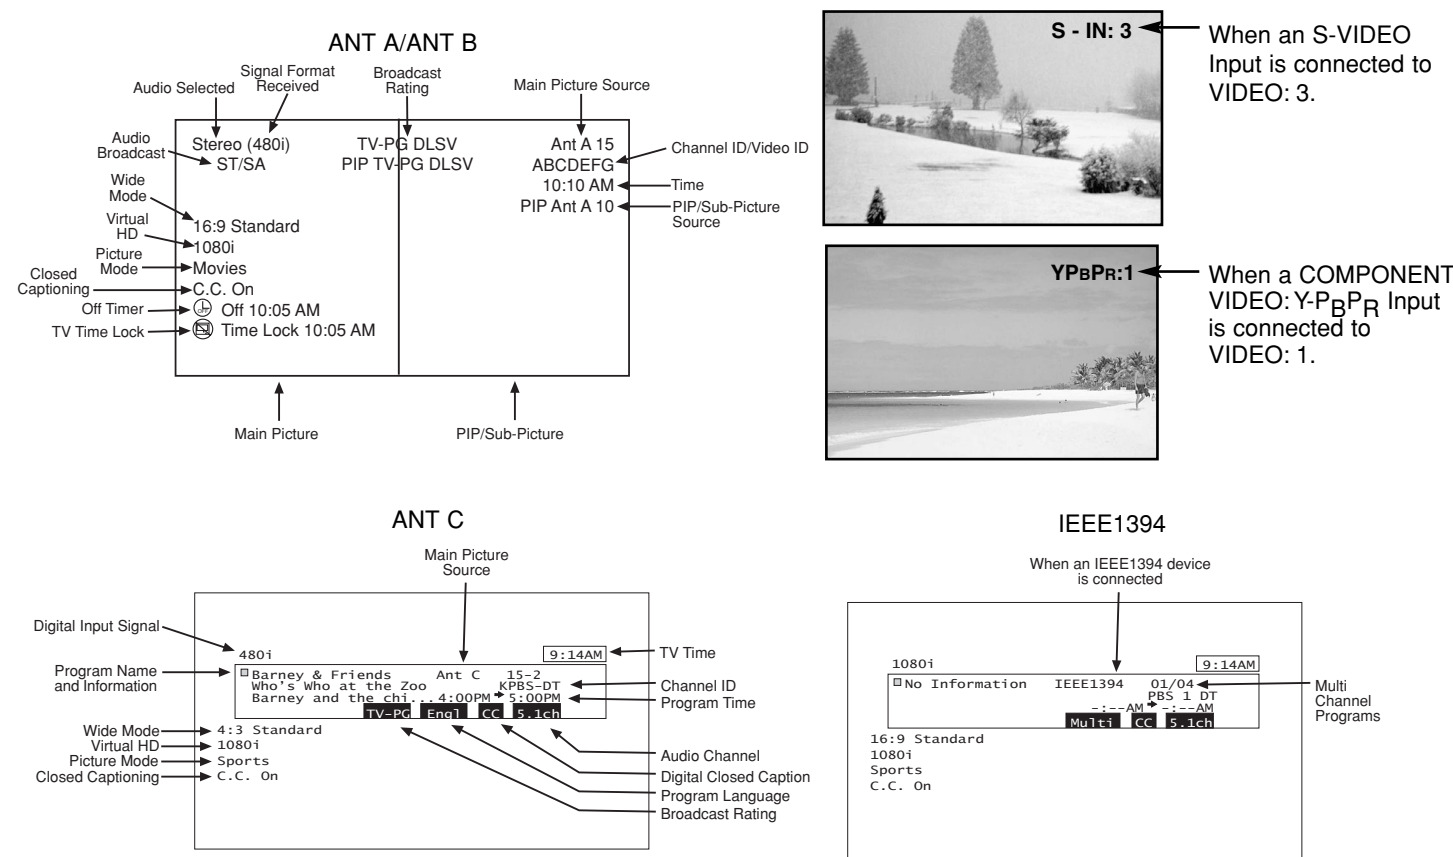 ANT A/ANT B
Audio Selected
Signal Format
Received
Broadcast
Rating
Main Picture Source
Audio
Broadcast
Wide
Mode
Virtual
HD
Picture
Mode
Closed
Captioning
Off Timer
TV Time Lock
Stereo (480i)
ST/SA
TV-PG DLSV
PIP TV-PG DLSV
Ant A 15
ABCDEFG
10:10 AM
PIP Ant A 10
16:9 Standard
1080i
Movies
C.C. On
Off 10:05 AM
Time Lock 10:05 AM
Channel ID/Video ID
Time
PIP/Sub-Picture
Source
Main Picture
PIP/Sub-Picture
S - IN: 3
When an S-VIDEO
Input is connected to
VIDEO: 3.
YPBPR:1
When a COMPONENT
VIDEO: Y-PBPR Input
is connected to
VIDEO: 1.
ANT C
Main Picture
Source
Digital Input Signal
Program Name
and Information
Wide Mode
Virtual HD
Picture Mode
Closed Captioning
480i
9:14AM
Barney & Friends Ant C 15-2
Who's Who at the Zoo KPBS-DT
Barney and the chi... 4:00PM 5:00PM
TV-PG Engl CC 5.1ch
4:3 Standard
1080i
Sports
C.C. On
TV Time
Channel ID
Program Time
Audio Channel
Digital Closed Caption
Program Language
Broadcast Rating
IEEE1394
When an IEEE1394 device
is connected
1080i
9:14AM
No Information IEEE1394 01/04
PBS 1 DT
-:--AM -:--AM
Multi CC 5.1ch
16:9 Standard
1080i
Sports
C.C. On
Multi
Channel
Programs